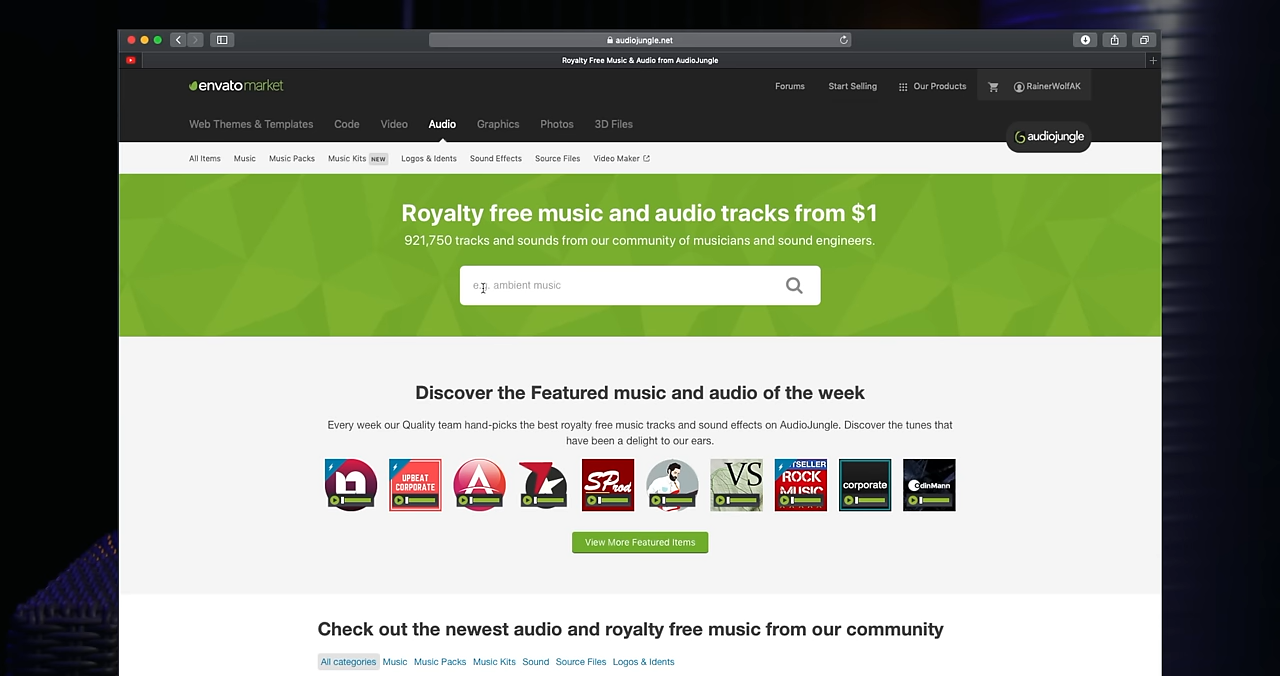 audiojungle.net
Royalty Free Music & Audio from AudioJungle
envatomarket
Forums Start Selling Our Products RainerWolfAK
Web Themes & Templates Code Video Audio Graphics Photos 3D Files
audiojungle
All Items Music Music Packs Music Kits NEW Logos & Idents Sound Effects Source Files Video Maker
Royalty free music and audio tracks from $1
921,750 tracks and sounds from our community of musicians and sound engineers.
ambient music
Discover the Featured music and audio of the week
Every week our Quality team hand-picks the best royalty free music tracks and sound effects on AudioJungle. Discover the tunes that
have been a delight to our ears.
UPBEAT
CORPORATE
A
SProd
VS
ROCK
MUSIC
corporate
OdinMann
View More Featured Items
Check out the newest audio and royalty free music from our community
All categories Music Music Packs Music Kits Sound Source Files Logos & Idents